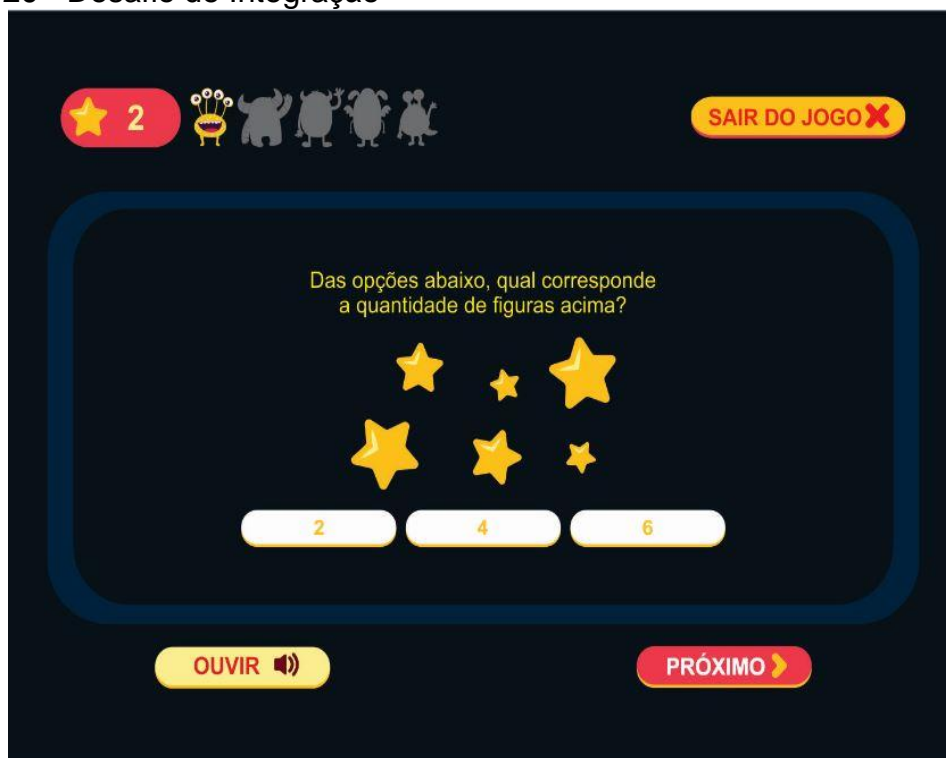 2
SAIR DO JOGO
Das opções abaixo, qual corresponde
a quantidade de figuras acima?
2
4
6
OUVIR
PRÓXIMO